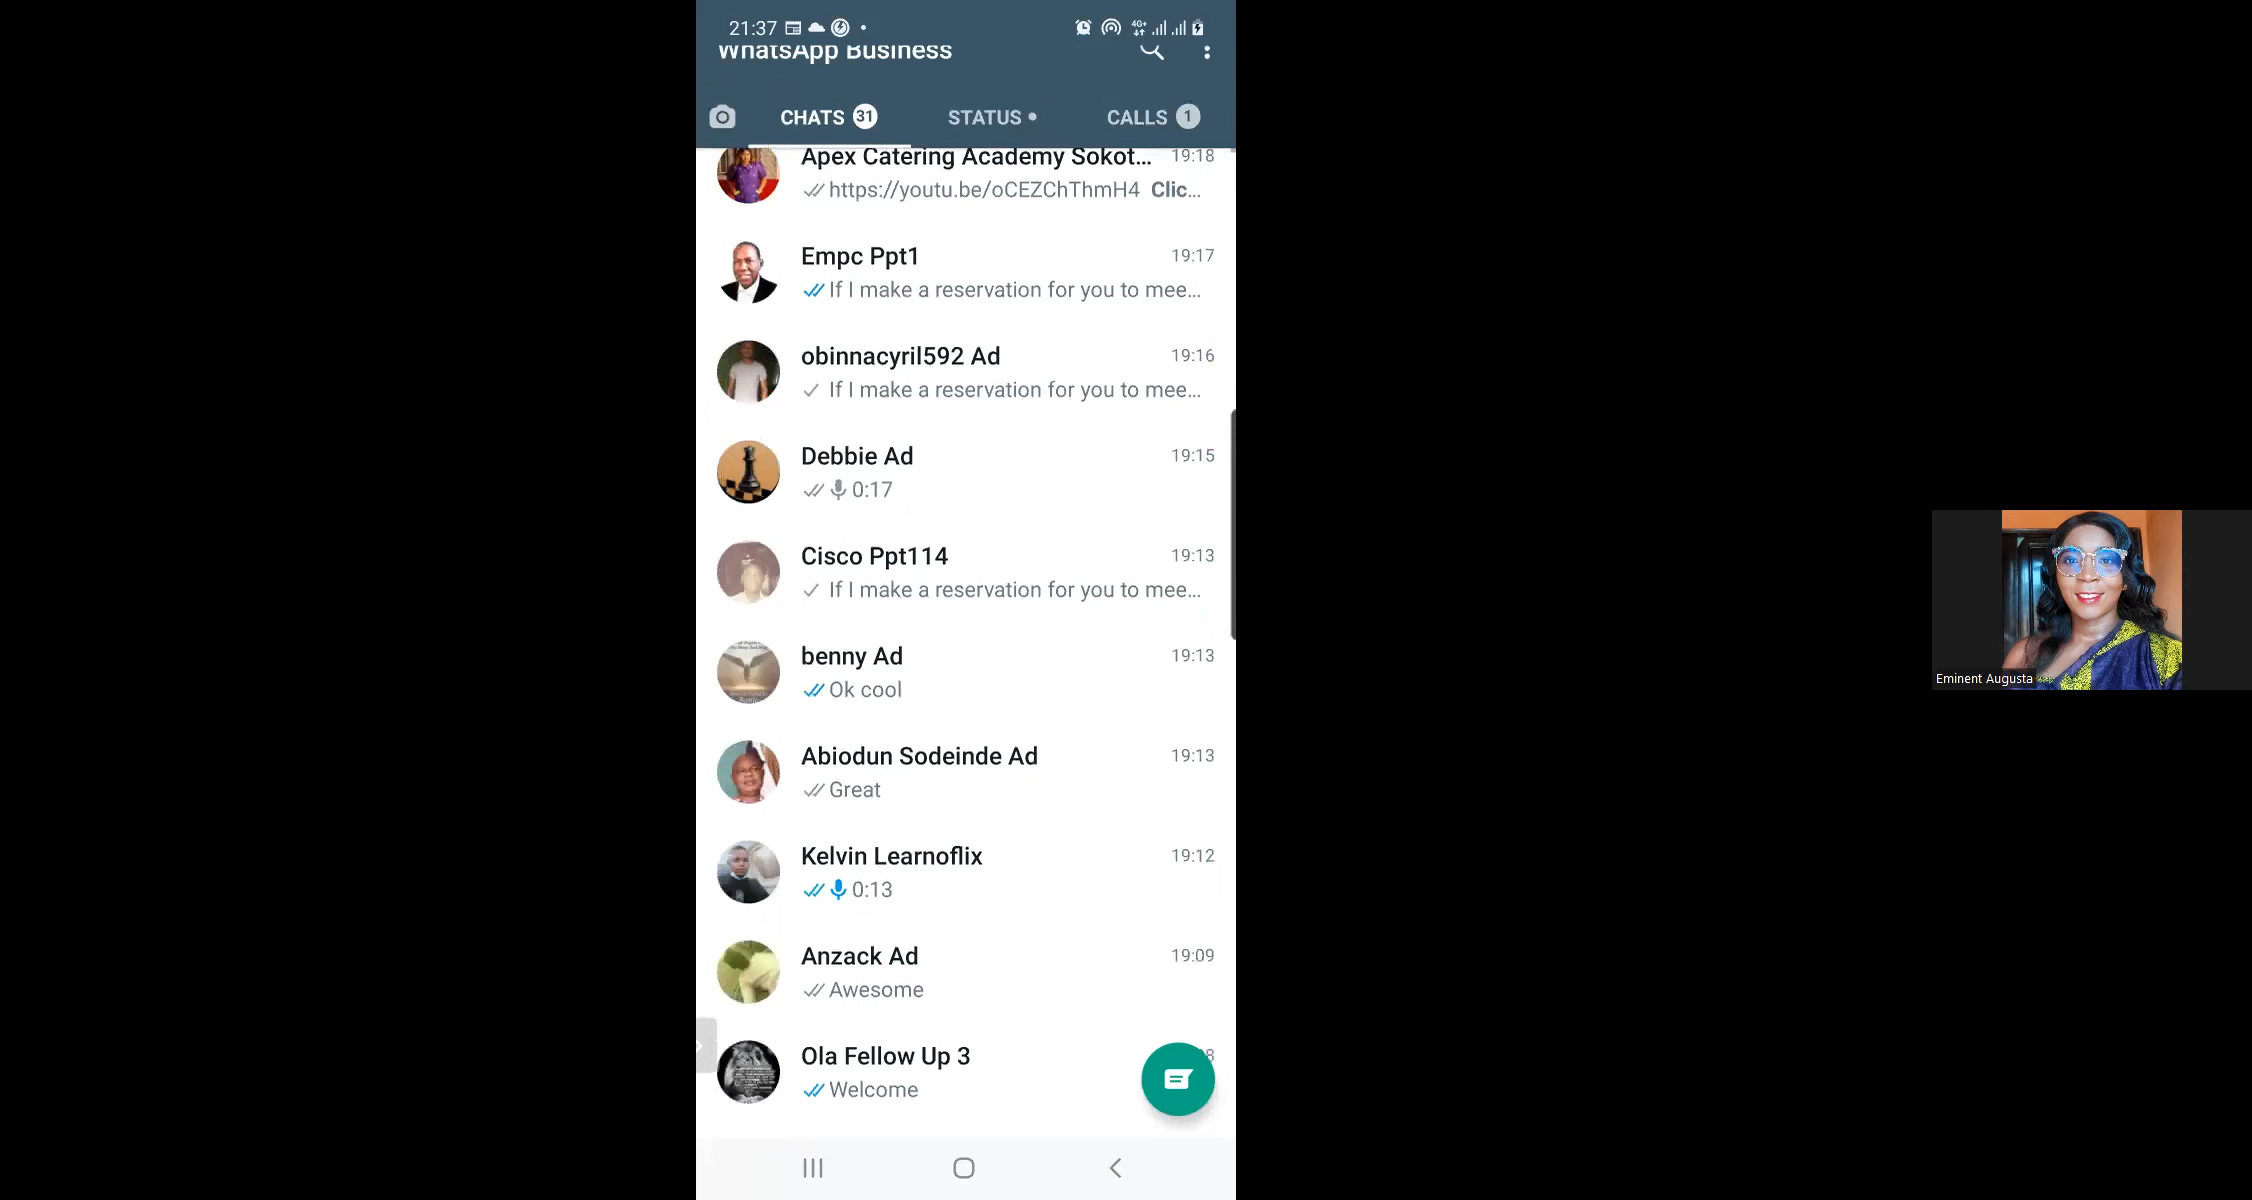 21:37
4G+
WhatsApp Business
CHATS 31 STATUS CALLS 1
Apex Catering Academy Sokot... 19:18
https://youtu.be/oCEZChThmH4 Clic...
Empc Ppt1 19:17
If I make a reservation for you to mee...
obinnacyril592 Ad 19:16
If I make a reservation for you to mee...
Debbie Ad 19:15
0:17
Cisco Ppt114 19:13
If I make a reservation for you to mee...
benny Ad 19:13
Ok cool
Abiodun Sodeinde Ad 19:13
Great
Kelvin Learnoflix 19:12
0:13
Anzack Ad 19:09
Awesome
Ola Fellow Up 3
Welcome
Eminent Augusta